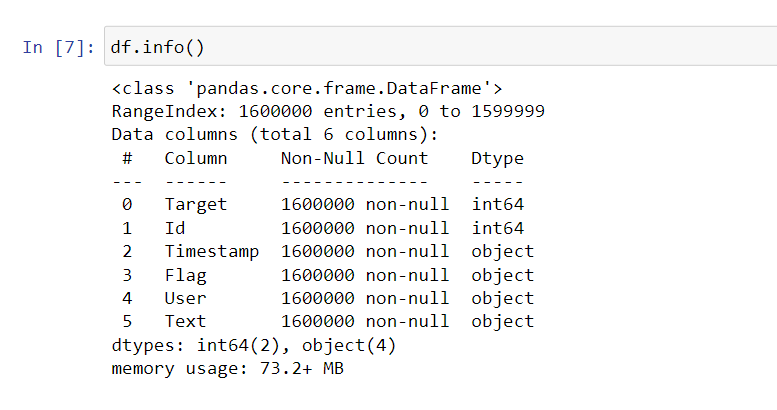 In [7]: df.info()
<class 'pandas.core.frame.DataFrame'>
RangeIndex: 1600000 entries, 0 to 1599999
Data columns (total 6 columns):
 #   Column     Non-Null Count    Dtype
---  ------     --------------    -----
 0   Target     1600000 non-null  int64
 1   Id         1600000 non-null  int64
 2   Timestamp  1600000 non-null  object
 3   Flag       1600000 non-null  object
 4   User       1600000 non-null  object
 5   Text       1600000 non-null  object
dtypes: int64(2), object(4)
memory usage: 73.2+ MB